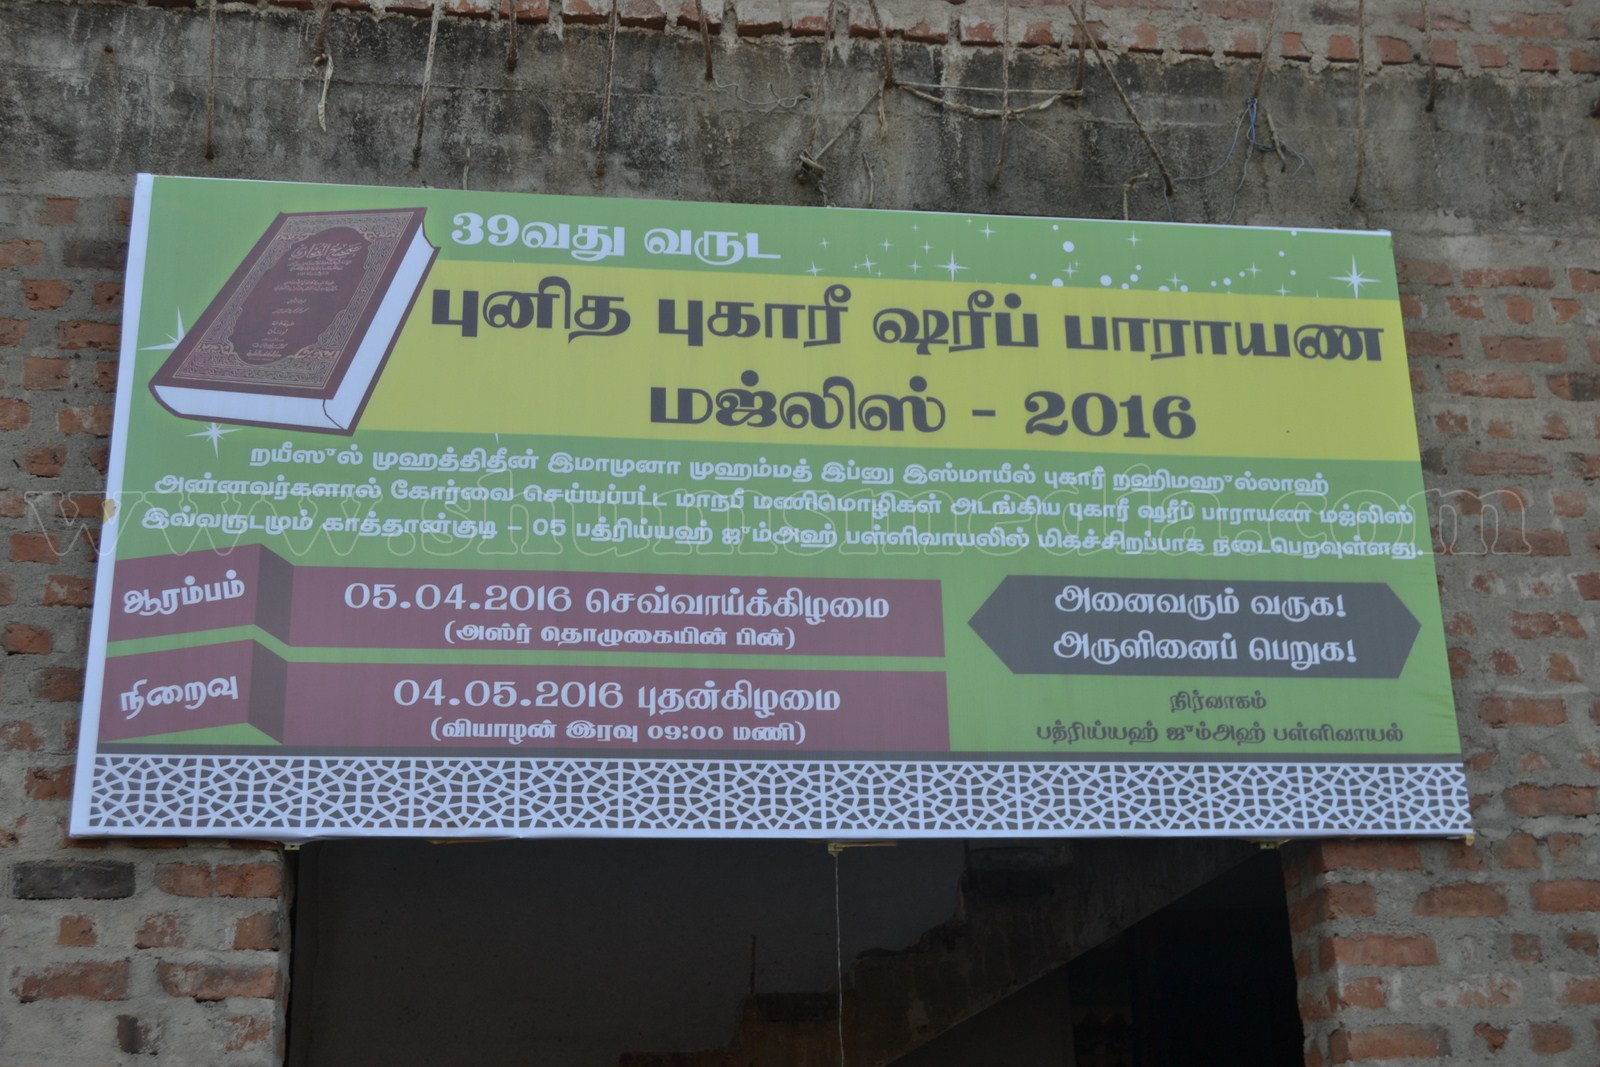 39வது வருட
புனித புகாரீ ஷரீப் பாராயண
மஜ்லிஸ் - 2016
றயீஸுல் முஹத்திதீன் இமாமுனா முஹம்மத் இப்னு இஸ்மாயீல் புகாரீ றஹிமஹுல்லாஹ்
அன்னவர்களால் கோர்வை செய்யப்பட்ட மாநபீ மணிமொழிகள் அடங்கிய புகாரீ ஷரீப் பாராயண மஜ்லிஸ்
இவ்வருடமும் காத்தான்குடி - 05 பத்ரிய்யஹ் ஜும்அஹ் பள்ளிவாயலில் மிகச்சிறப்பாக நடைபெறவுள்ளது.
ஆரம்பம்
05.04.2016 செவ்வாய்க்கிழமை
(அஸ்ர் தொழுகையின் பின்)
நிறைவு
04.05.2016 புதன்கிழமை
(வியாழன் இரவு 09:00 மணி)
அனைவரும் வருக!
அருளினைப் பெறுக!
நிர்வாகம்
பத்ரிய்யஹ் ஜும்அஹ் பள்ளிவாயல்
www.shumsmedia.com